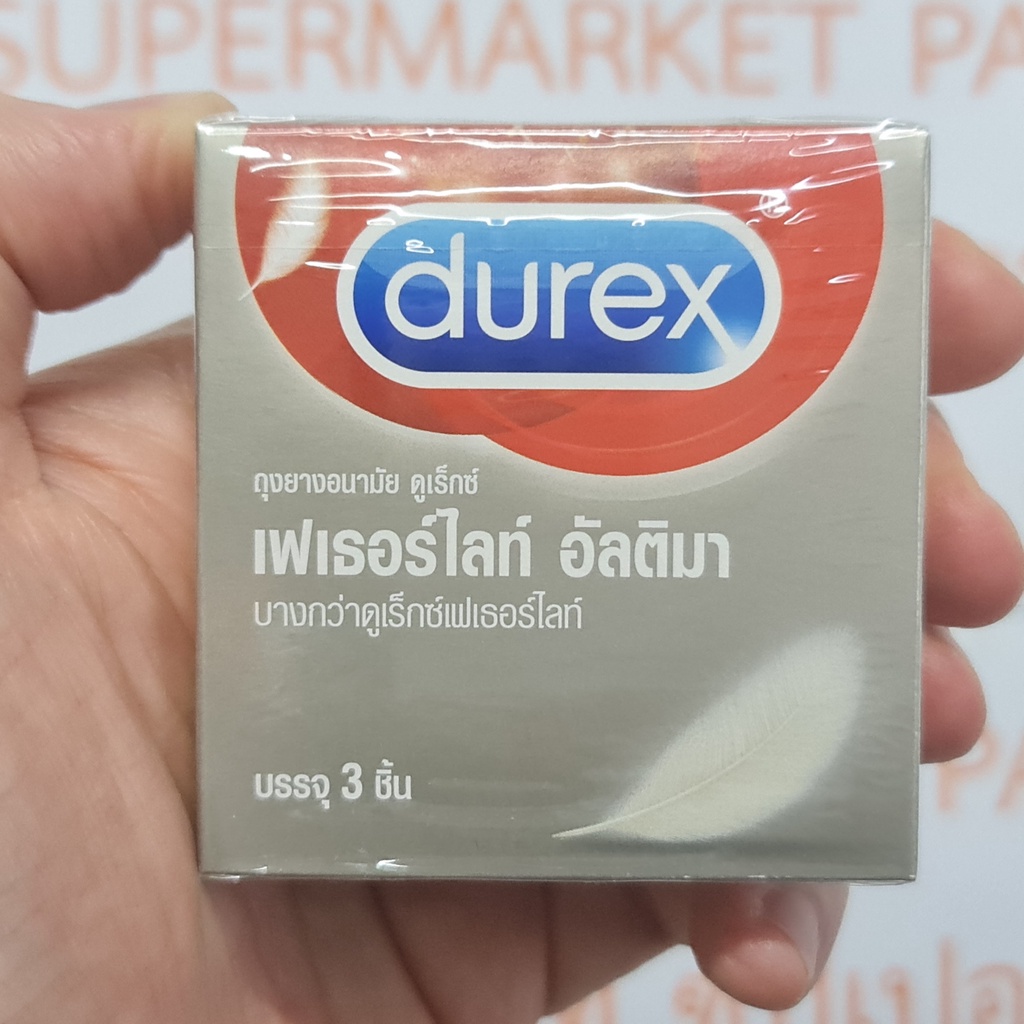 SUPERMARKET PA
durex
ถุงยางอนามัย ดูเร็กซ์
เฟเธอร์ไลท์ อัลติมา
บางกว่าดูเร็กซ์เฟเธอร์ไลท์
บรรจุ 3 ชิ้น
PA